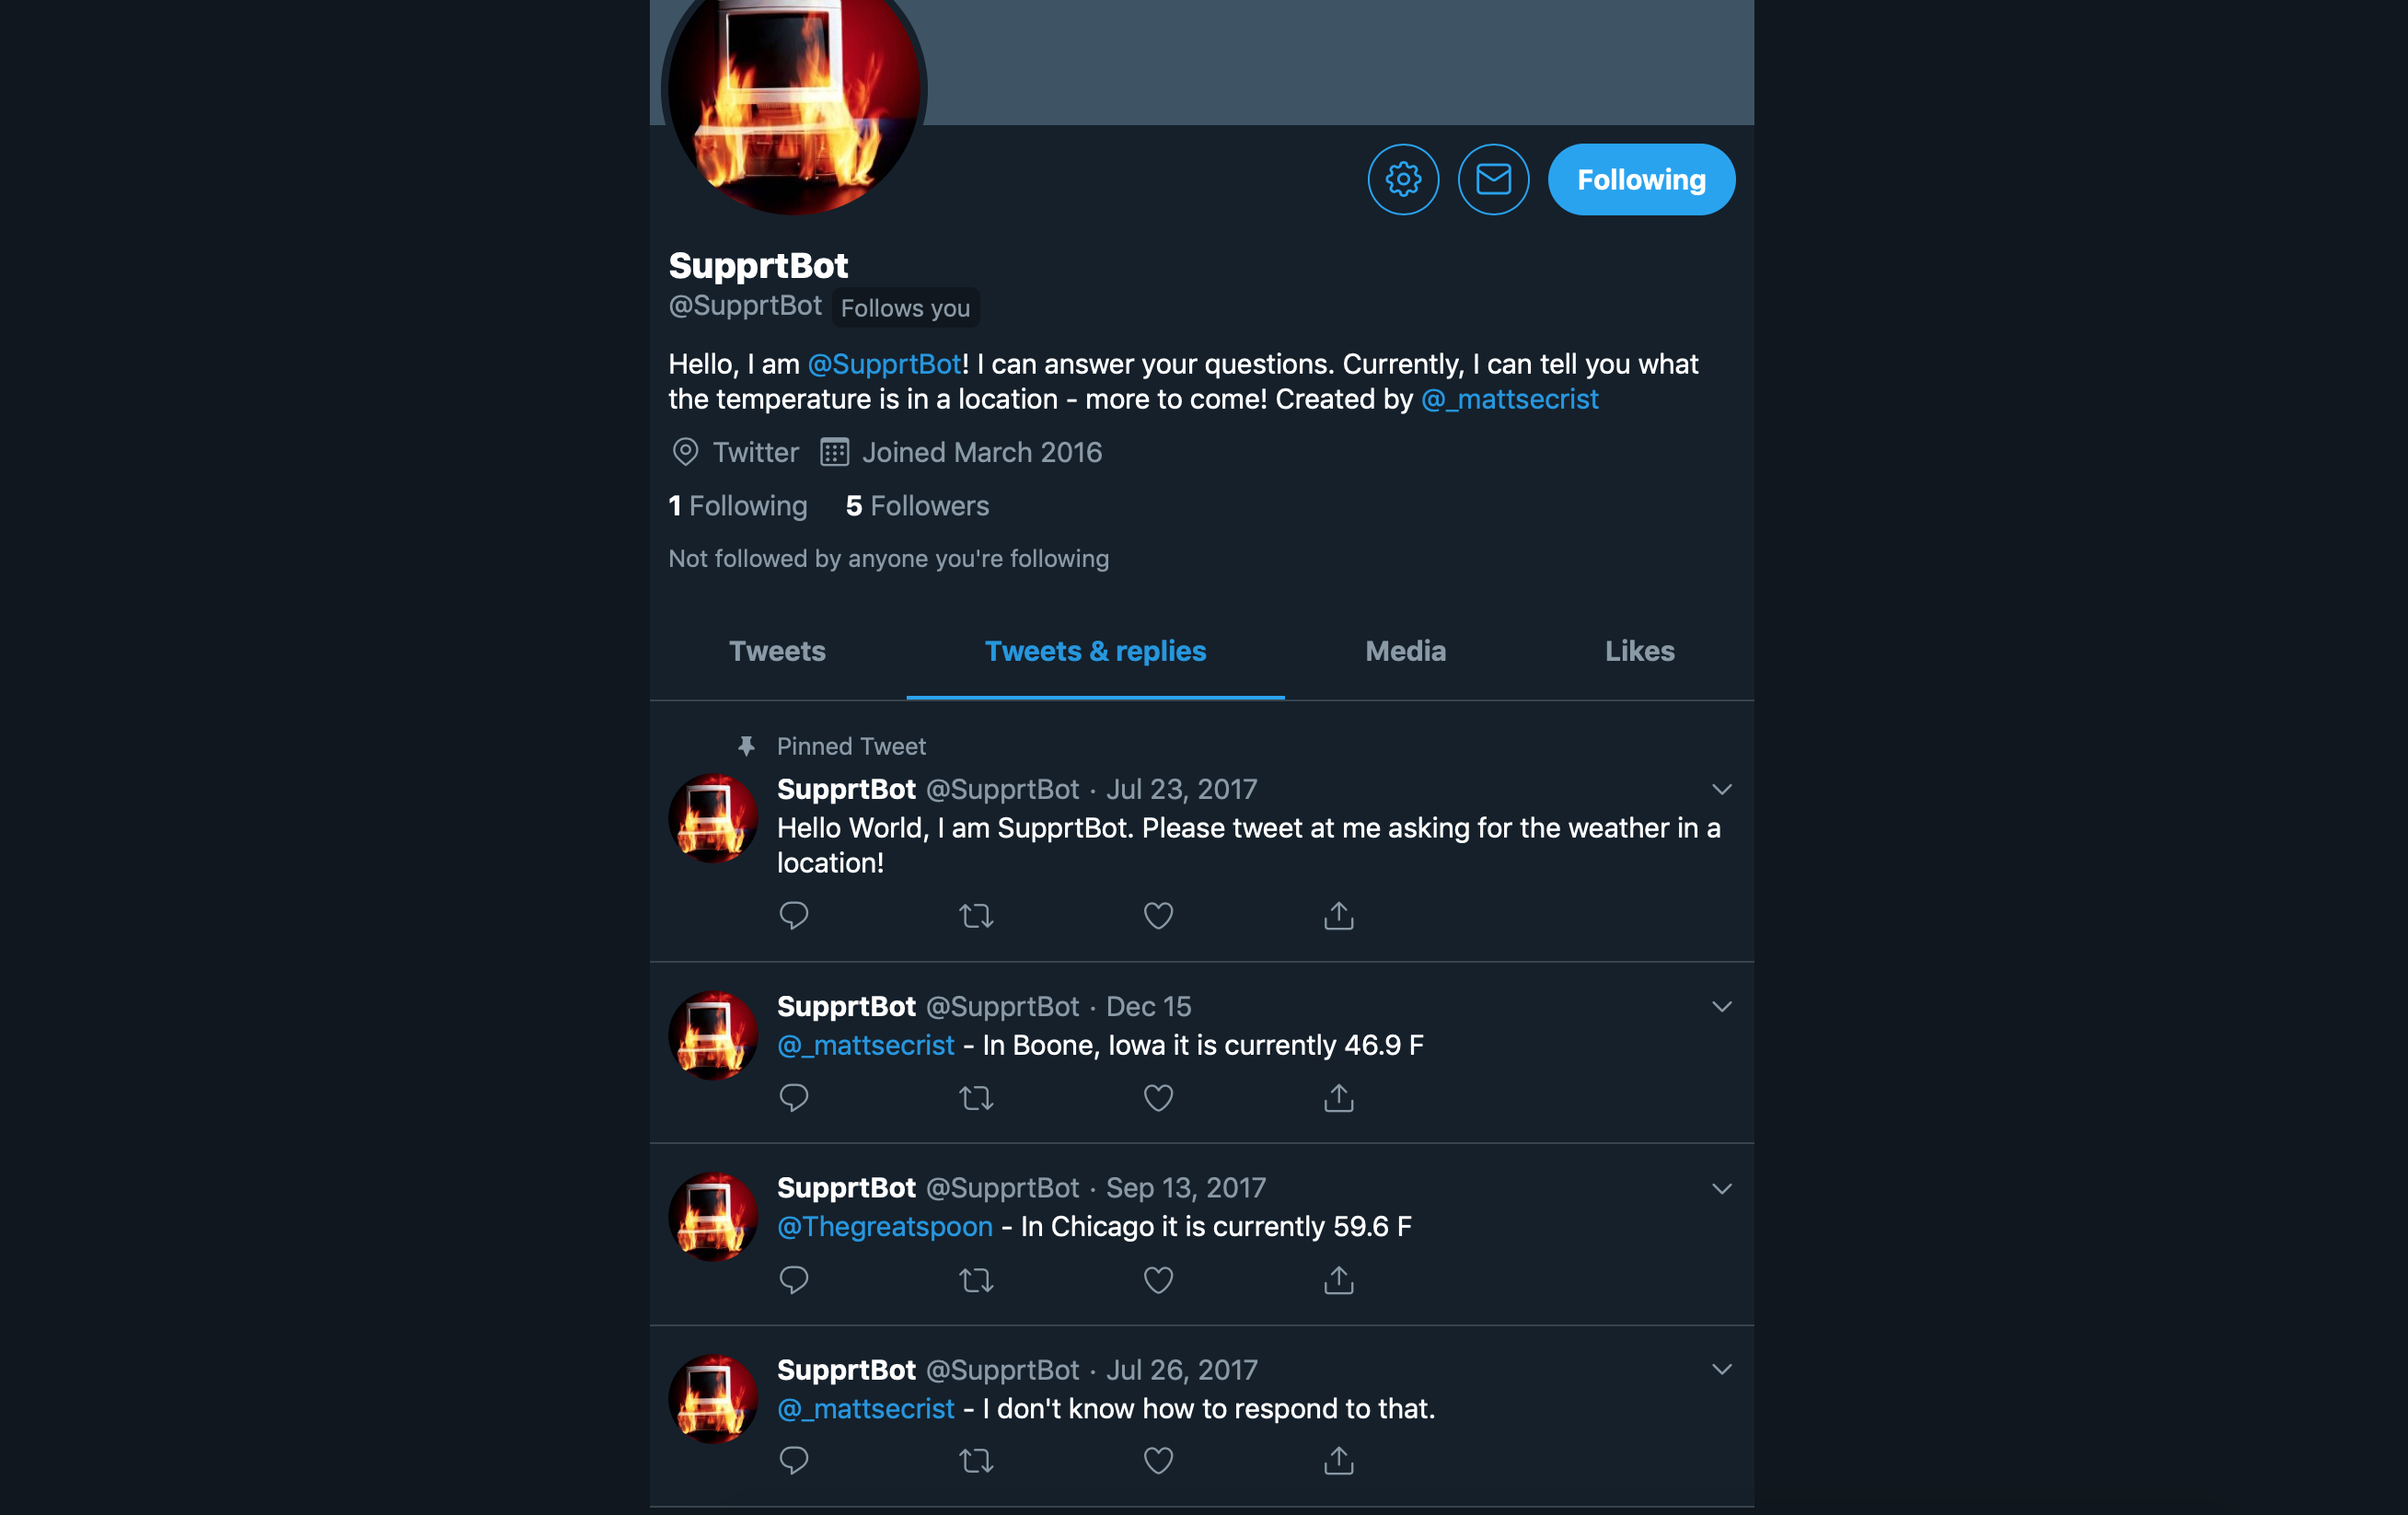 Following
SupprtBot
@SupprtBot Follows you
Hello, I am @SupprtBot! I can answer your questions. Currently, I can tell you what
the temperature is in a location - more to come! Created by @_mattsecrist
Twitter Joined March 2016
1 Following 5 Followers
Not followed by anyone you're following
Tweets Tweets & replies Media Likes
Pinned Tweet
SupprtBot @SupprtBot · Jul 23, 2017
Hello World, I am SupprtBot. Please tweet at me asking for the weather in a
location!
SupprtBot @SupprtBot · Dec 15
@_mattsecrist - In Boone, Iowa it is currently 46.9 F
SupprtBot @SupprtBot · Sep 13, 2017
@Thegreatspoon - In Chicago it is currently 59.6 F
SupprtBot @SupprtBot · Jul 26, 2017
@_mattsecrist - I don't know how to respond to that.